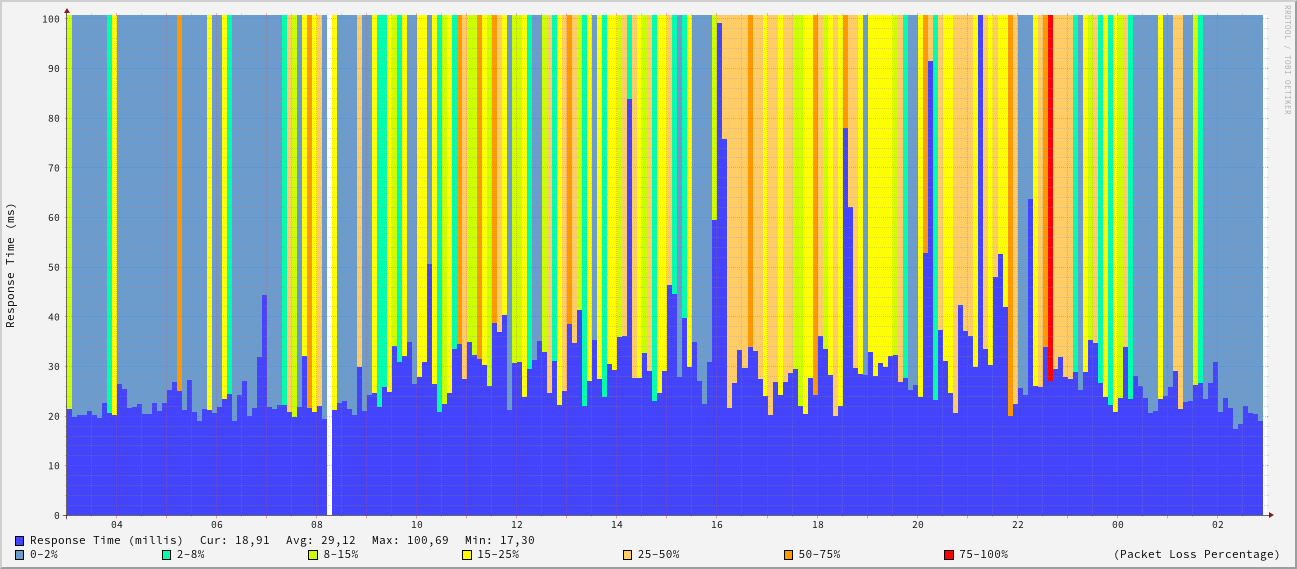 RRDTOOL / TOBI OETIKER
Response Time (ms)
100
90
80
70
60
50
40
30
20
10
0
04 06 08 10 12 14 16 18 20 22 00 02
Response Time (millis) Cur: 18,91 Avg: 29,12 Max: 100,69 Min: 17,30
0-2% 2-8% 8-15% 15-25% 25-50% 50-75% 75-100% (Packet Loss Percentage)